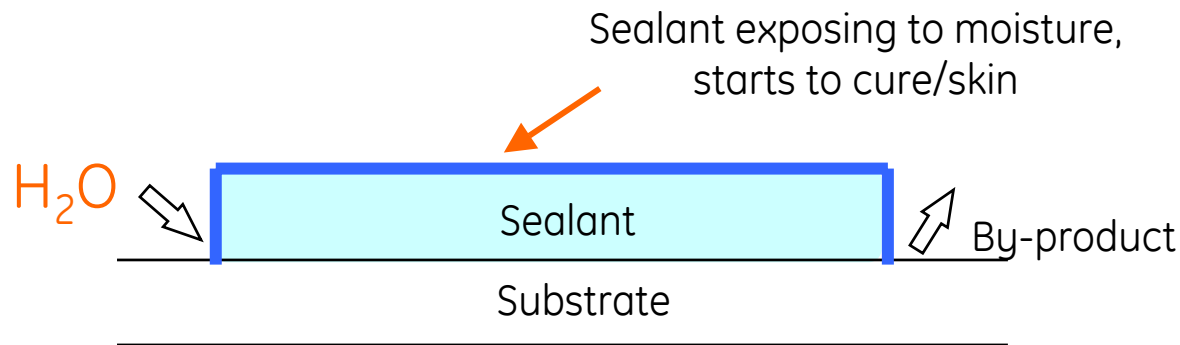 Sealant exposing to moisture,
starts to cure/skin
H₂O
Sealant
By-product
Substrate